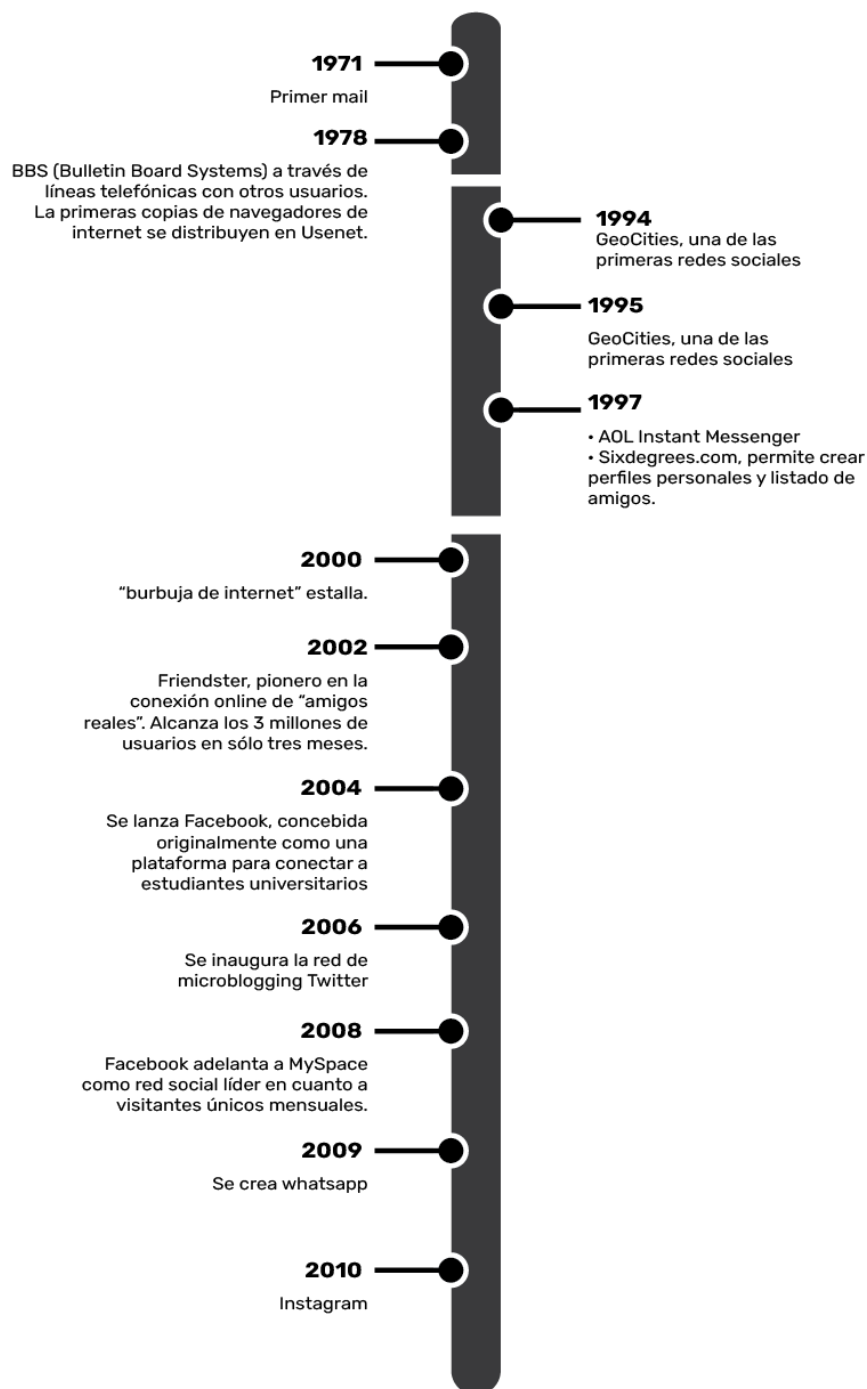 1971
Primer mail
1978
BBS (Bulletin Board Systems) a través de
líneas telefónicas con otros usuarios.
La primeras copias de navegadores de
internet se distribuyen en Usenet.
1994
GeoCities, una de las
primeras redes sociales
1995
GeoCities, una de las
primeras redes sociales
1997
• AOL Instant Messenger
• Sixdegrees.com, permite crear
perfiles personales y listado de
amigos.
2000
“burbuja de internet” estalla.
2002
Friendster, pionero en la
conexión online de “amigos
reales”. Alcanza los 3 millones de
usuarios en sólo tres meses.
2004
Se lanza Facebook, concebida
originalmente como una
plataforma para conectar a
estudiantes universitarios
2006
Se inaugura la red de
microblogging Twitter
2008
Facebook adelanta a MySpace
como red social líder en cuanto a
visitantes únicos mensuales.
2009
Se crea whatsapp
2010
Instagram